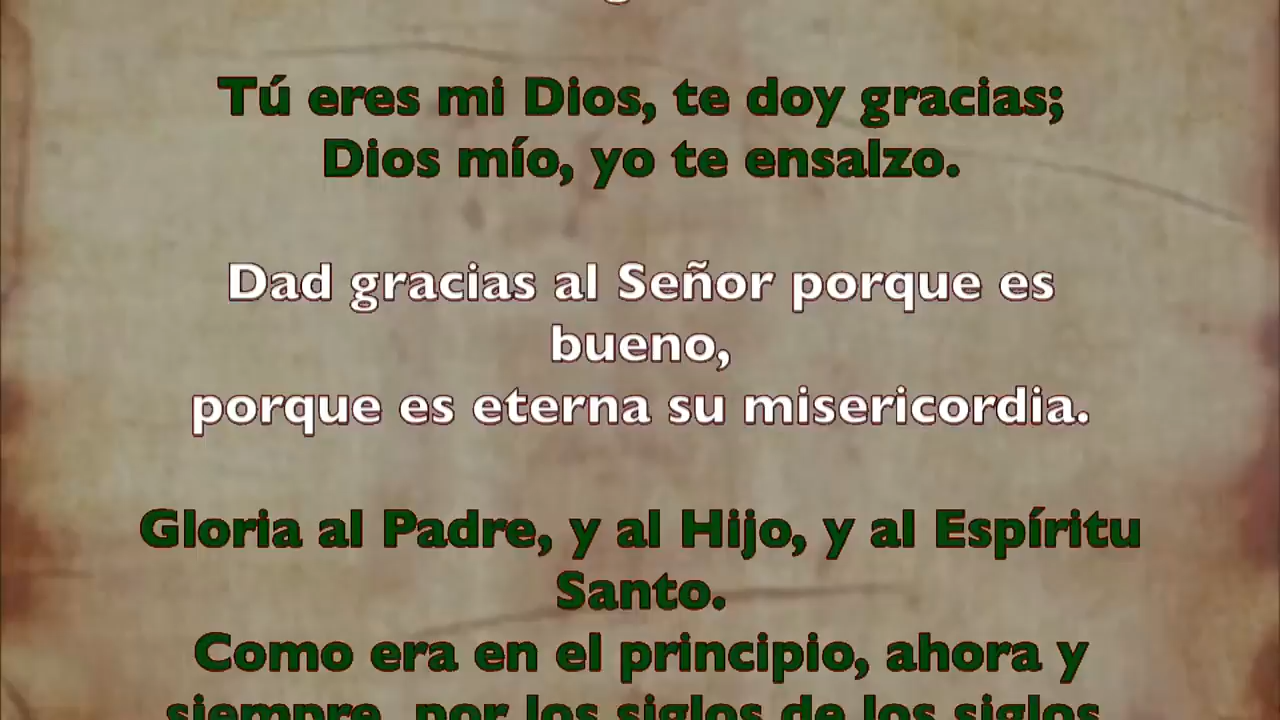 Tú eres mi Dios, te doy gracias;
Dios mío, yo te ensalzo.
Dad gracias al Señor porque es
bueno,
porque es eterna su misericordia.
Gloria al Padre, y al Hijo, y al Espíritu
Santo.
Como era en el principio, ahora y
siempre, por los siglos de los siglos.